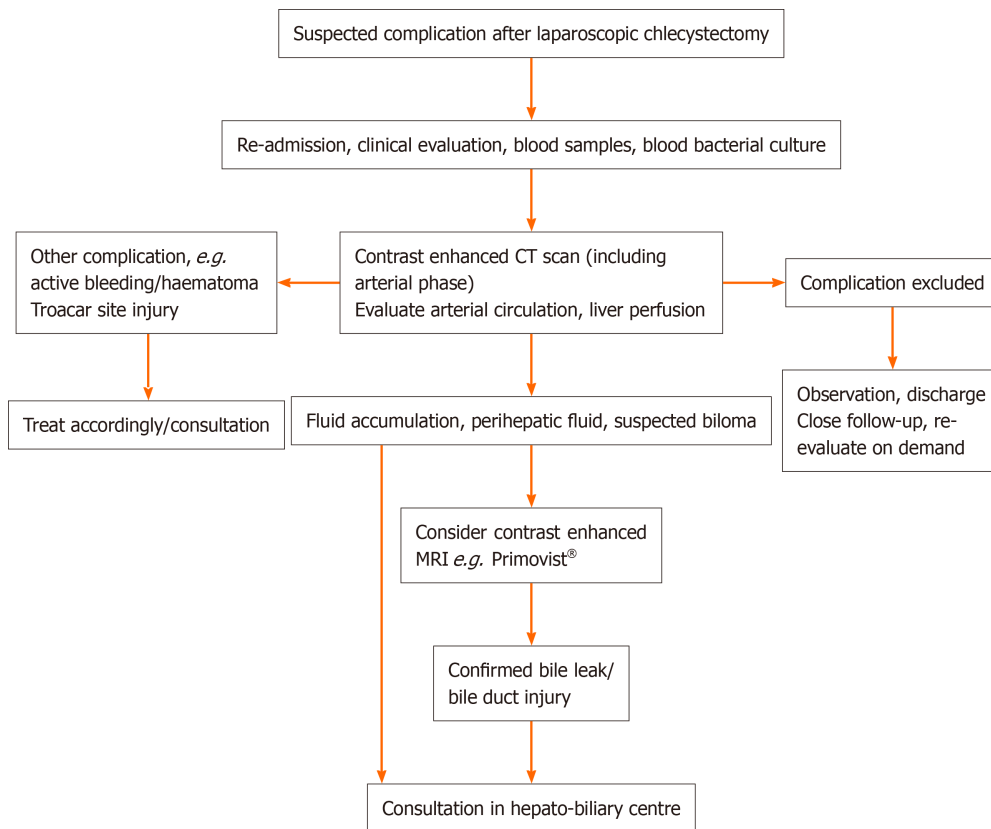 Suspected complication after laparoscopic chlecystectomy
Re-admission, clinical evaluation, blood samples, blood bacterial culture
Other complication, e.g.
active bleeding/haematoma
Troacar site injury
Contrast enhanced CT scan (including
arterial phase)
Evaluate arterial circulation, liver perfusion
Complication excluded
Treat accordingly/consultation
Fluid accumulation, perihepatic fluid, suspected biloma
Observation, discharge
Close follow-up, re-
evaluate on demand
Consider contrast enhanced
MRI e.g. Primovist®
Confirmed bile leak/
bile duct injury
Consultation in hepato-biliary centre